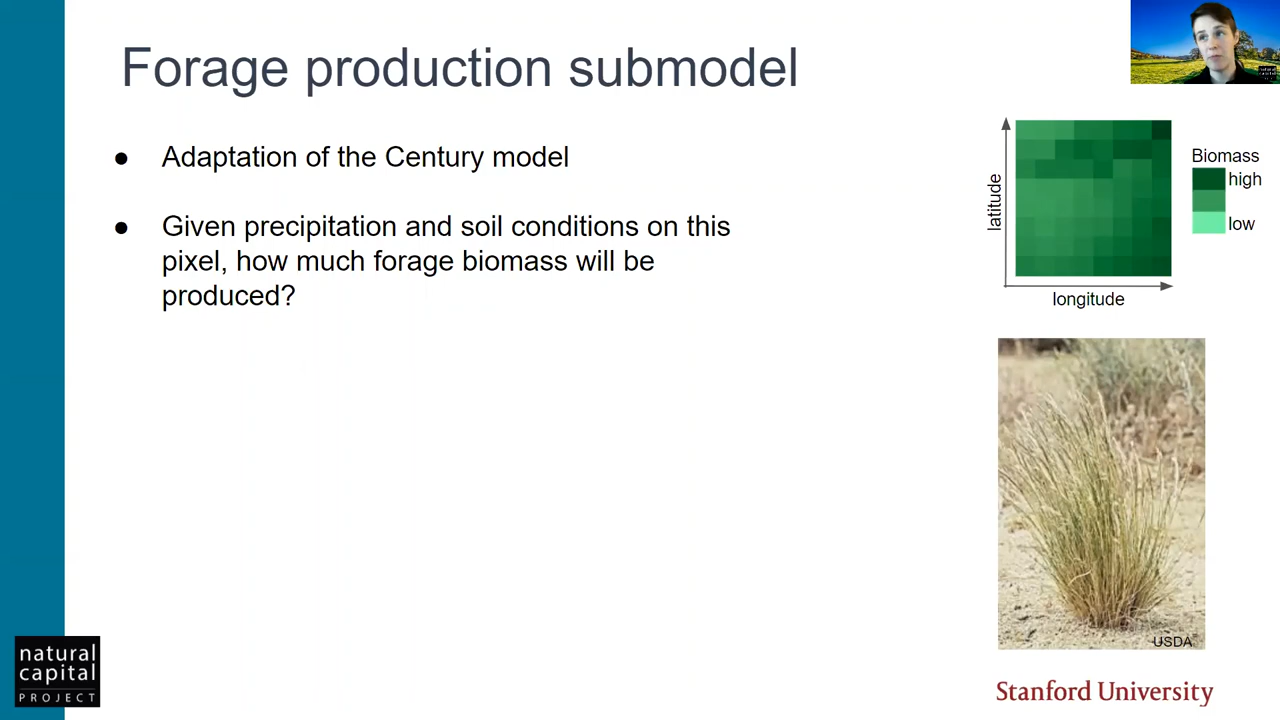 Forage production submodel
● Adaptation of the Century model
● Given precipitation and soil conditions on this
pixel, how much forage biomass will be
produced?
latitude
longitude
Biomass
high
low
USDA
natural
capital
PROJECT
Stanford University